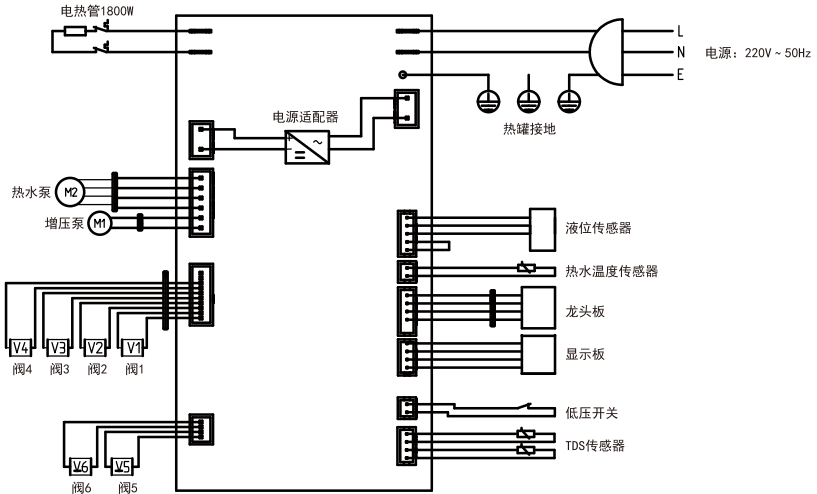 电热管1800W
L
N
电源：220V～50Hz
E
热罐接地
电源适配器
+
-
~
热水泵
M2
增压泵
M1
液位传感器
热水温度传感器
龙头板
显示板
V4
V3
V2
V1
阀4
阀3
阀2
阀1
低压开关
TDS传感器
V6
V5
阀6
阀5